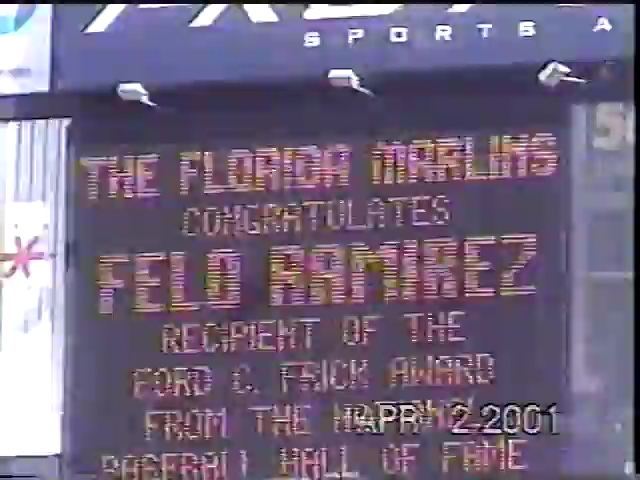 SPORTS A
THE FLORIDA MARLINS
CONGRATULATES
FELO RAMIREZ
RECIPIENT OF THE
FORD C. FRICK AWARD
FROM THE
APR 2 2001
BASEBALL HALL OF FAME